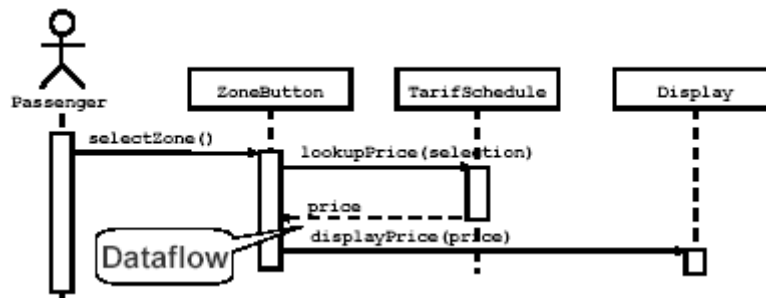 Passenger
ZoneButton
TarifSchedule
Display
selectZone()
lookupPrice(selection)
price
Dataflow
displayPrice(price)